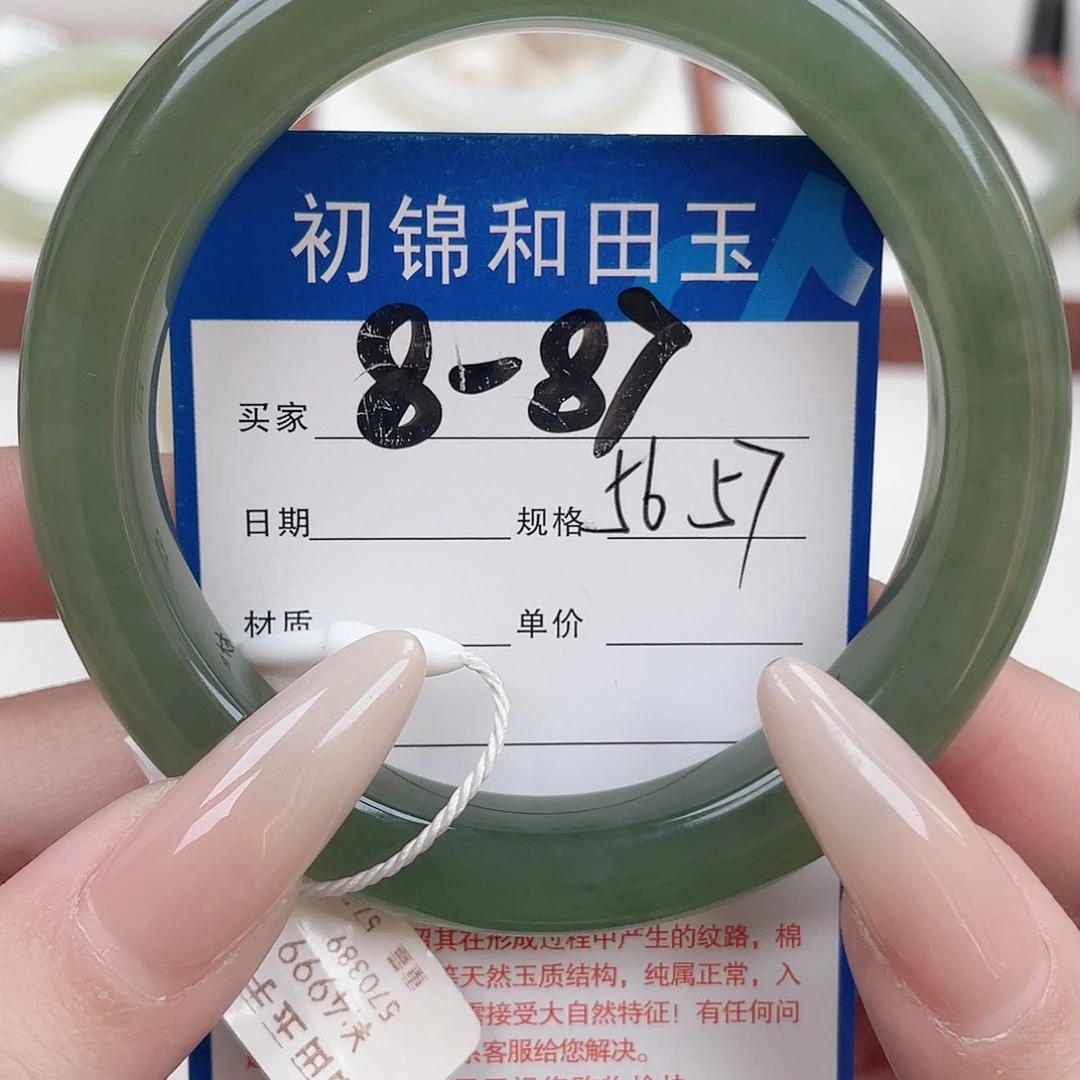 初锦和田玉
买家 8-87
日期 规格 56 57
材质 单价
其在形成过程中产生的纹路，棉
天然玉质结构，纯属正常，入
接受大自然特征！有任何问
客服给您解决。
570389
大.4999